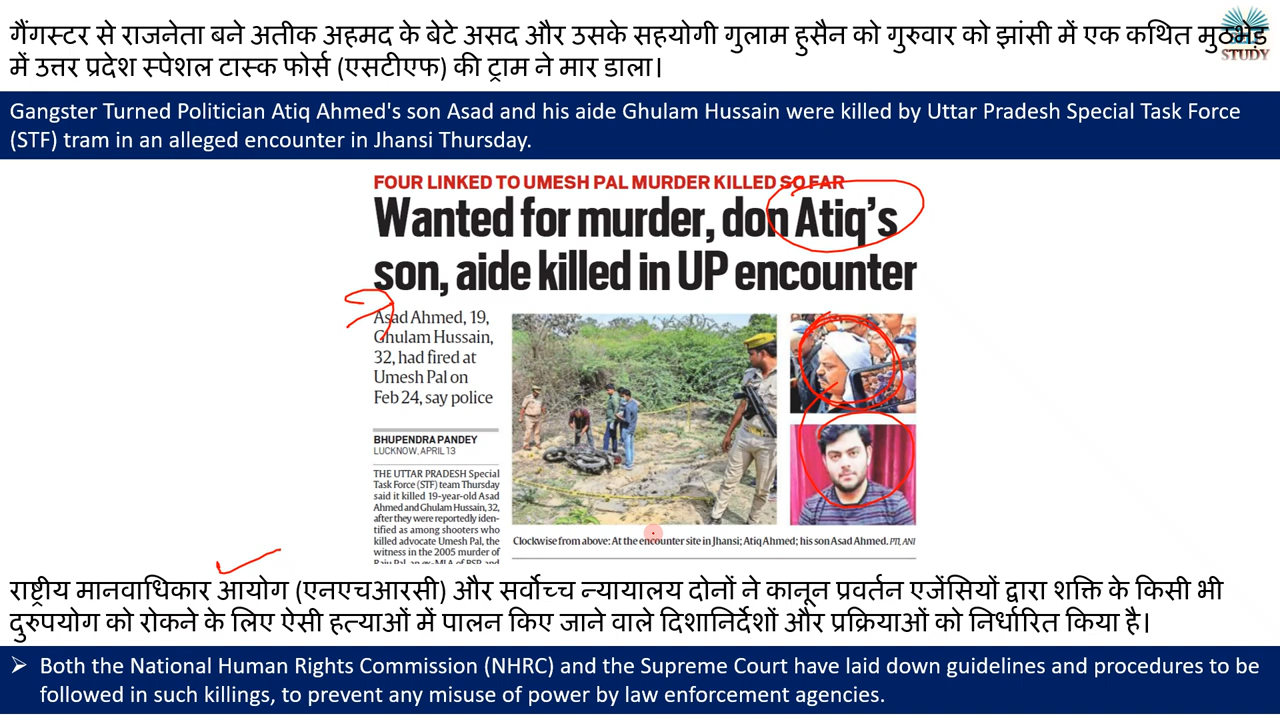 गैंगस्टर से राजनेता बने अतीक अहमद के बेटे असद और उसके सहयोगी गुलाम हुसैन को गुरुवार को झांसी में एक कथित मुठभेड़
में उत्तर प्रदेश स्पेशल टास्क फोर्स (एसटीएफ) की ट्राम ने मार डाला।
STUDY
Gangster Turned Politician Atiq Ahmed's son Asad and his aide Ghulam Hussain were killed by Uttar Pradesh Special Task Force
(STF) tram in an alleged encounter in Jhansi Thursday.
FOUR LINKED TO UMESH PAL MURDER KILLED SO FAR
Wanted for murder, don Atiq’s
son, aide killed in UP encounter
Asad Ahmed, 19,
Ghulam Hussain,
32, had fired at
Umesh Pal on
Feb 24, say police
BHUPENDRA PANDEY
LUCKNOW, APRIL 13
THE UTTAR PRADESH Special
Task Force (STF) team Thursday
said it killed 19-year-old Asad
Ahmed and Ghulam Hussain, 32,
after they were reportedly iden-
tified as among shooters who
killed advocate Umesh Pal, the
witness in the 2005 murder of
Raju Pal, an ex-MLA of BSP and
Clockwise from above: At the encounter site in Jhansi; Atiq Ahmed; his son Asad Ahmed. PTI, ANI
राष्ट्रीय मानवाधिकार आयोग (एनएचआरसी) और सर्वोच्च न्यायालय दोनों ने कानून प्रवर्तन एजेंसियों द्वारा शक्ति के किसी भी
दुरुपयोग को रोकने के लिए ऐसी हत्याओं में पालन किए जाने वाले दिशानिर्देशों और प्रक्रियाओं को निर्धारित किया है।
➢ Both the National Human Rights Commission (NHRC) and the Supreme Court have laid down guidelines and procedures to be
followed in such killings, to prevent any misuse of power by law enforcement agencies.